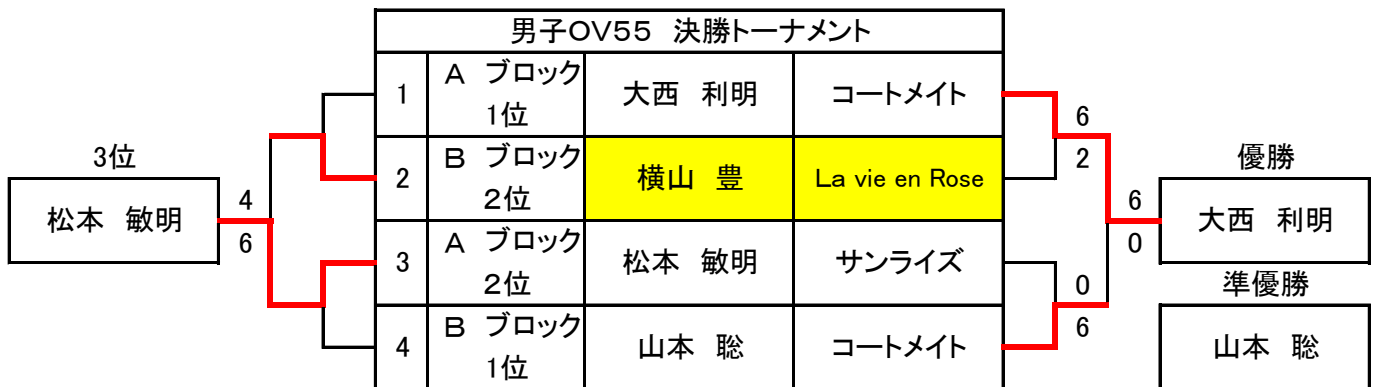 男子OV55 決勝トーナメント
1 A ブロック 1位 大西 利明 コートメイト
2 B ブロック 2位 横山 豊 La vie en Rose
3 A ブロック 2位 松本 敏明 サンライズ
4 B ブロック 1位 山本 聡 コートメイト
3位
松本 敏明
4
6
6
2
0
6
6
0
優勝
大西 利明
準優勝
山本 聡